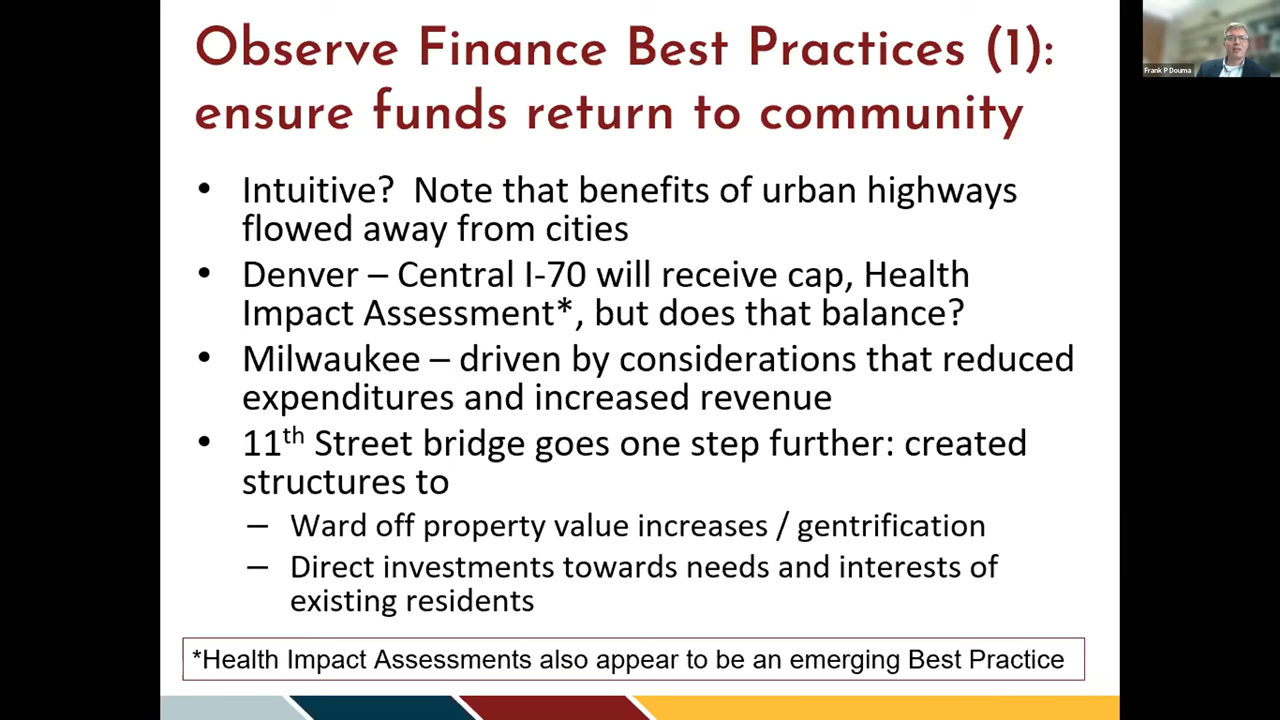 Observe Finance Best Practices (1):
ensure funds return to community
Frank P Douma
• Intuitive?  Note that benefits of urban highways
flowed away from cities
• Denver – Central I-70 will receive cap, Health
Impact Assessment*, but does that balance?
• Milwaukee – driven by considerations that reduced
expenditures and increased revenue
• 11th Street bridge goes one step further: created
structures to
– Ward off property value increases / gentrification
– Direct investments towards needs and interests of
existing residents
*Health Impact Assessments also appear to be an emerging Best Practice